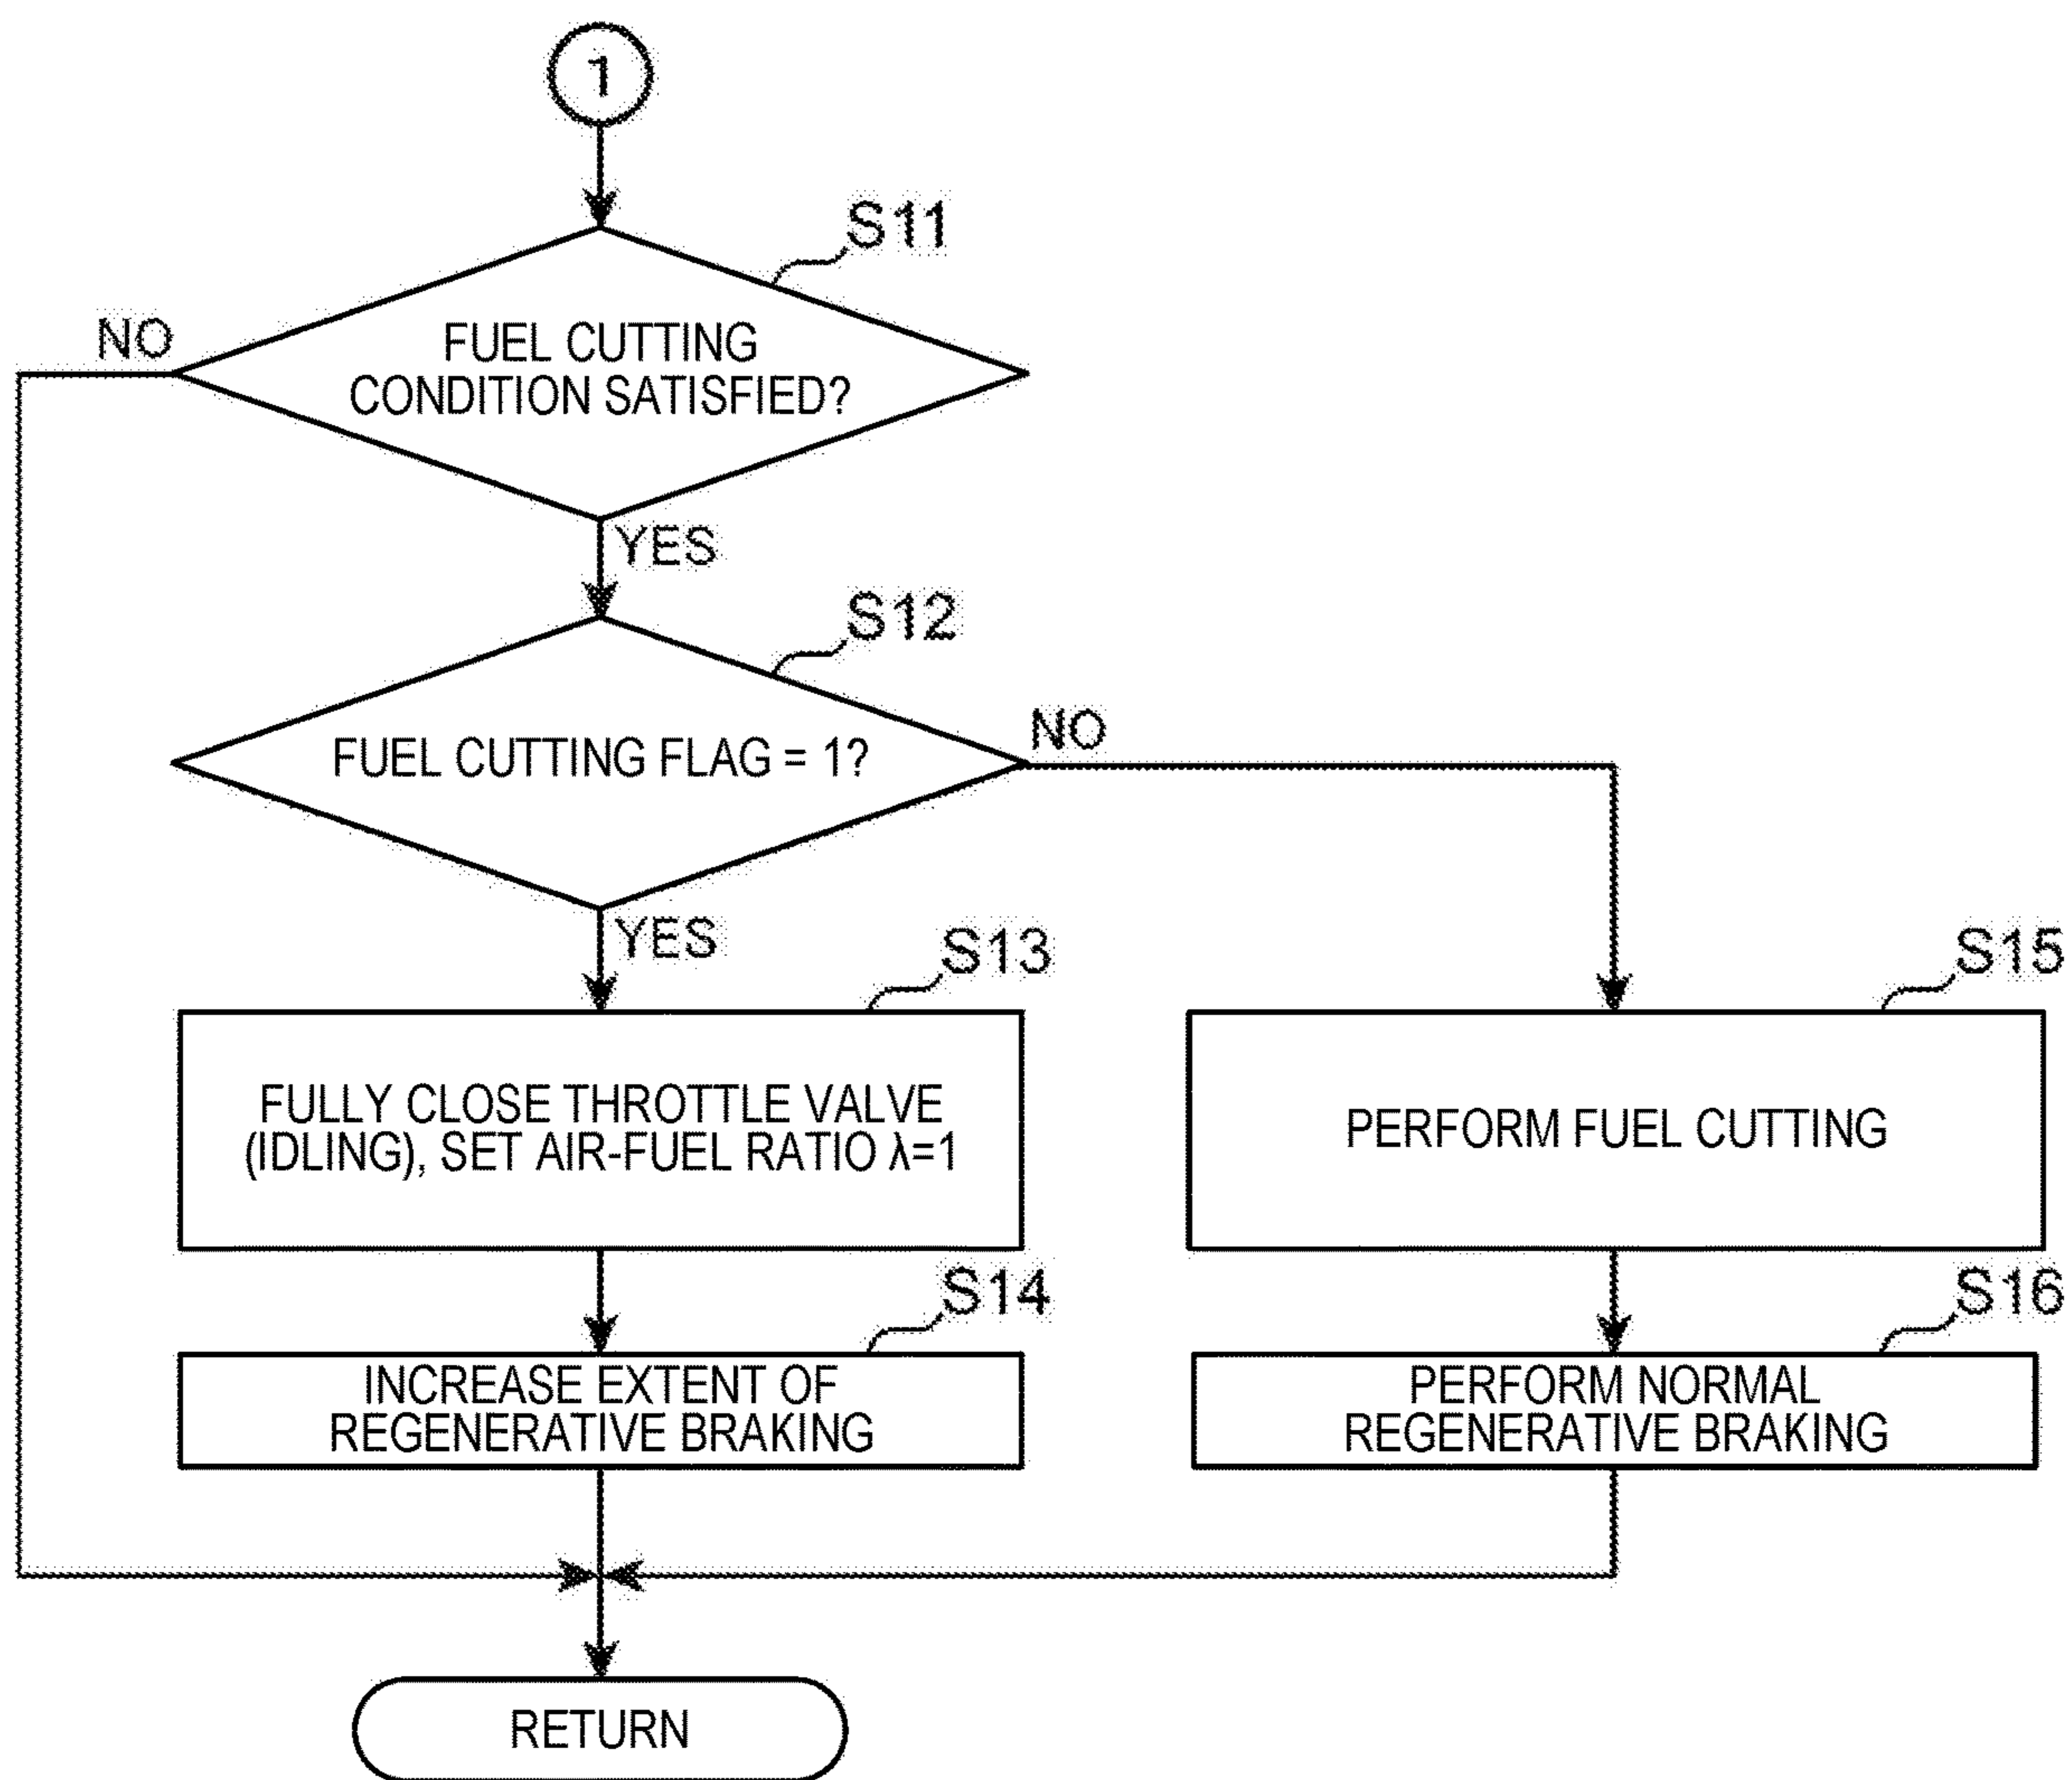 1
S11
NO
FUEL CUTTING
CONDITION SATISFIED?
YES
S12
FUEL CUTTING FLAG = 1?
NO
YES
S13
S15
FULLY CLOSE THROTTLE VALVE
(IDLING), SET AIR-FUEL RATIO λ=1
PERFORM FUEL CUTTING
S14
S16
INCREASE EXTENT OF
REGENERATIVE BRAKING
PERFORM NORMAL
REGENERATIVE BRAKING
RETURN